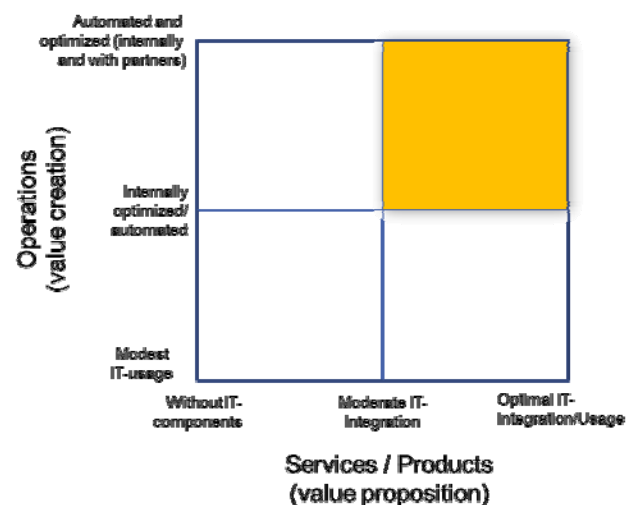 Automated and
optimized (internally
and with partners)
Operations
(value creation)
Internally
optimized/
automated
Modest
IT-usage
Without IT-
components
Moderate IT-
Integration
Optimal IT-
Integration/Usage
Services / Products
(value proposition)